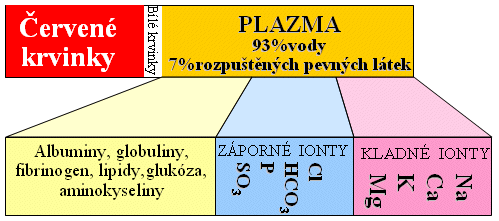 Červené
krvinky
Bílé krvinky
PLAZMA
93%vody
7%rozpuštěných pevných látek
Albuminy, globuliny,
fibrinogen, lipidy,glukóza,
aminokyseliny
ZÁPORNÉ IONTY
Cl
HCO3
P
SO3
KLADNÉ IONTY
Na
Ca
K
Mg